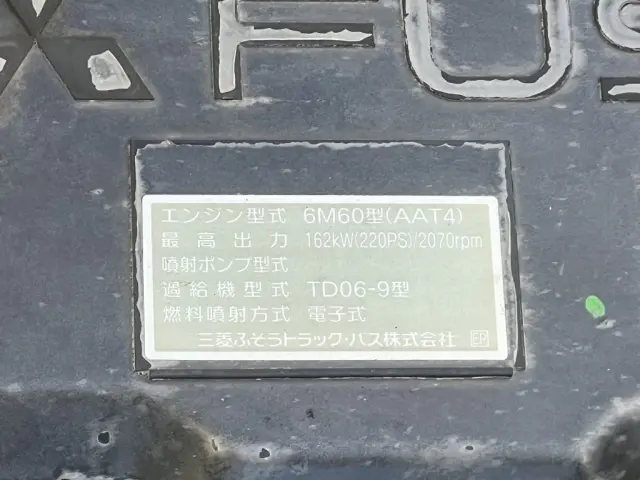 FUS
エンジン型式 6M60型(AAT4)
最高出力 162kW(220PS)/2070rpm
噴射ポンプ型式
過給機型式 TD06-9型
燃料噴射方式 電子式
三菱ふそうトラック・バス株式会社 EP